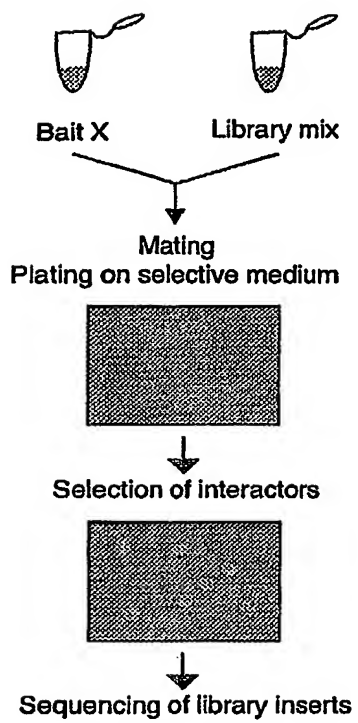 Bait X
Library mix
Mating
Plating on selective medium
Selection of interactors
Sequencing of library inserts